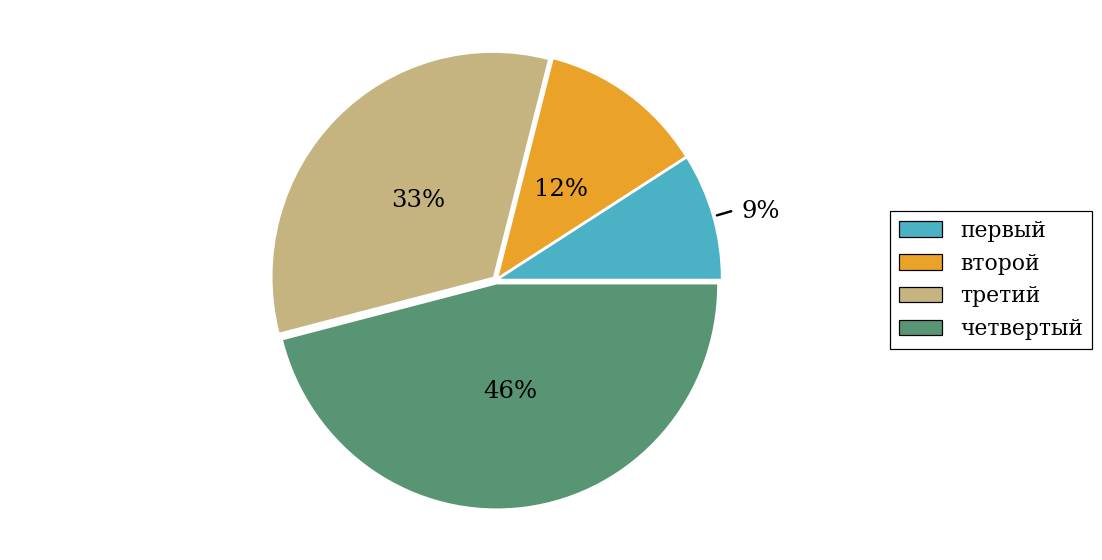 12%
33%
9%
46%
первый
второй
третий
четвертый